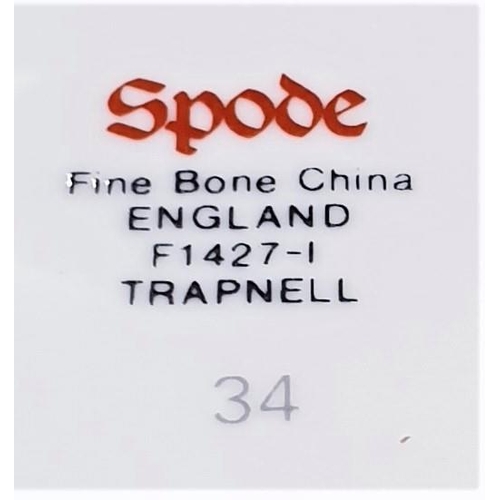 Spode
Fine Bone China
ENGLAND
F1427-I
TRAPNELL
34